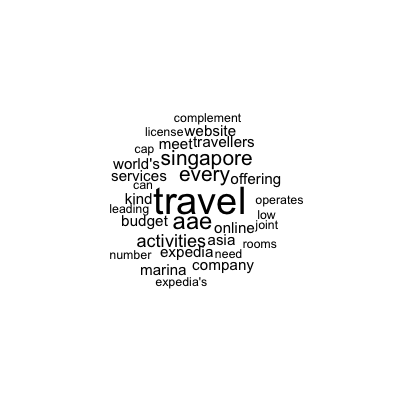 complement
license website
cap meet travellers
world's singapore
services every offering
can
kind travel operates
leading low
budget aae online joint
activities asia rooms
number expedia need
marina company
expedia's